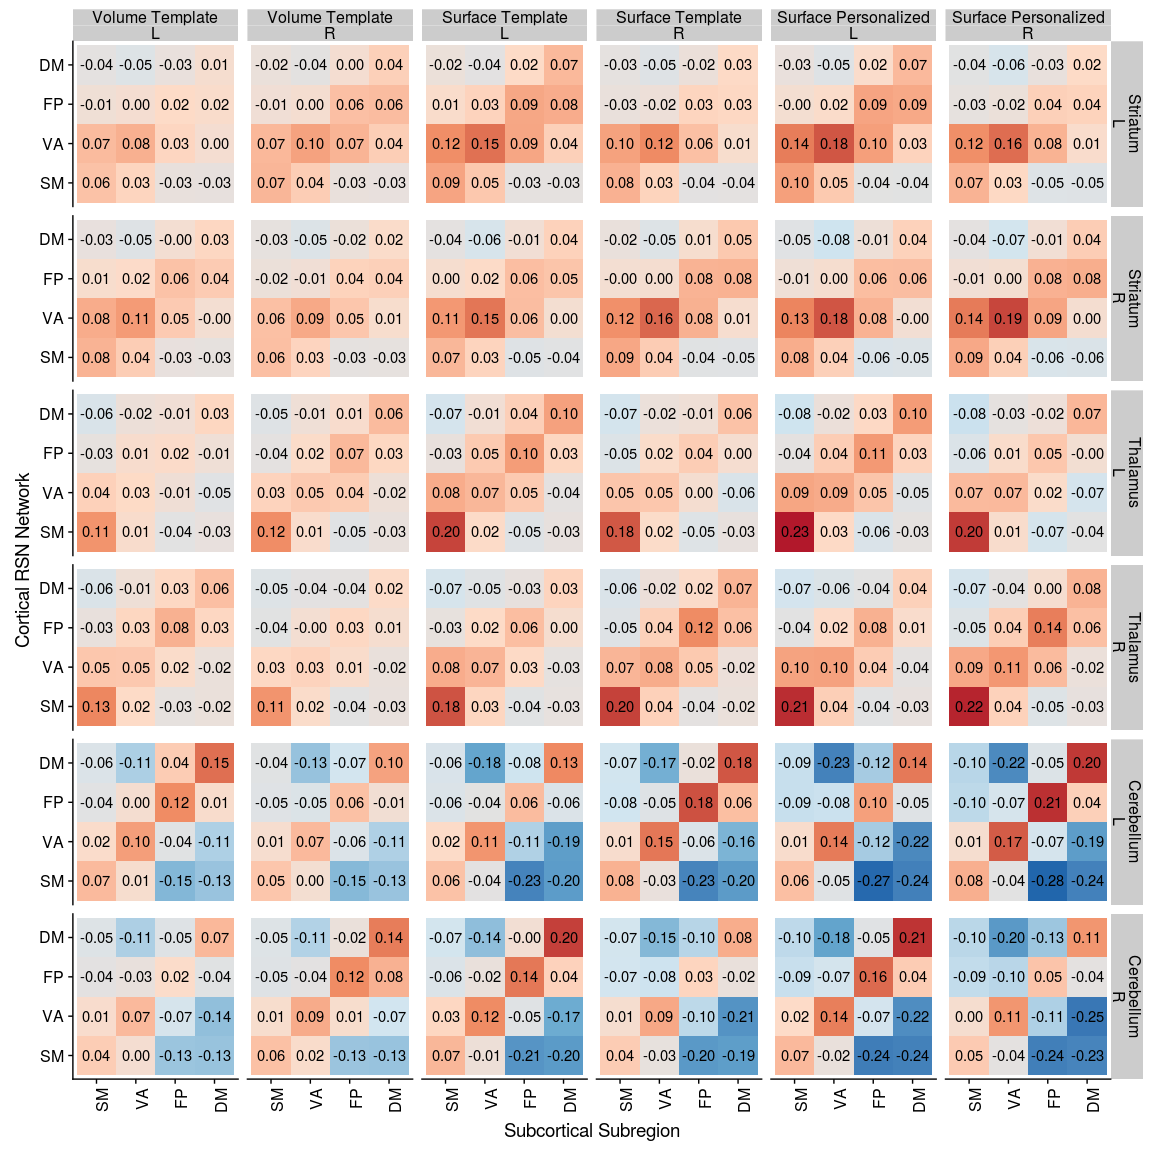 Volume Template Volume Template Surface Template Surface Template Surface Personalized Surface Personalized
L R L R L R
DM -0.04 -0.05 -0.03 0.01 -0.02 -0.04 0.00 0.04 -0.02 -0.04 0.02 0.07 -0.03 -0.05 -0.02 0.03 -0.03 -0.05 0.02 0.07 -0.04 -0.06 -0.03 0.02
FP -0.01 0.00 0.02 0.02 -0.01 0.00 0.06 0.06 0.01 0.03 0.09 0.08 -0.03 -0.02 0.03 0.03 -0.00 0.02 0.09 0.09 -0.03 -0.02 0.04 0.04
VA 0.07 0.08 0.03 0.00 0.07 0.10 0.07 0.04 0.12 0.15 0.09 0.04 0.10 0.12 0.06 0.01 0.14 0.18 0.10 0.03 0.12 0.16 0.08 0.01
SM 0.06 0.03 -0.03 -0.03 0.07 0.04 -0.03 -0.03 0.09 0.05 -0.03 -0.03 0.08 0.03 -0.04 -0.04 0.10 0.05 -0.04 -0.04 0.07 0.03 -0.05 -0.05
Striatum
L
DM -0.03 -0.05 -0.00 0.03 -0.03 -0.05 -0.02 0.02 -0.04 -0.06 -0.01 0.04 -0.02 -0.05 0.01 0.05 -0.05 -0.08 -0.01 0.04 -0.04 -0.07 -0.01 0.04
FP 0.01 0.02 0.06 0.04 -0.02 -0.01 0.04 0.04 0.00 0.02 0.06 0.05 -0.00 0.00 0.08 0.08 -0.01 0.00 0.06 0.06 -0.01 0.00 0.08 0.08
VA 0.08 0.11 0.05 -0.00 0.06 0.09 0.05 0.01 0.11 0.15 0.06 0.00 0.12 0.16 0.08 0.01 0.13 0.18 0.08 -0.00 0.14 0.19 0.09 0.00
SM 0.08 0.04 -0.03 -0.03 0.06 0.03 -0.03 -0.03 0.07 0.03 -0.05 -0.04 0.09 0.04 -0.04 -0.05 0.08 0.04 -0.06 -0.05 0.09 0.04 -0.06 -0.06
Striatum
R
DM -0.06 -0.02 -0.01 0.03 -0.05 -0.01 0.01 0.06 -0.07 -0.01 0.04 0.10 -0.07 -0.02 -0.01 0.06 -0.08 -0.02 0.03 0.10 -0.08 -0.03 -0.02 0.07
FP -0.03 0.01 0.02 -0.01 -0.04 0.02 0.07 0.03 -0.04 0.05 0.10 0.03 -0.05 0.02 0.04 0.00 -0.04 0.04 0.11 0.03 -0.06 0.01 0.05 -0.00
VA 0.04 0.03 -0.01 -0.05 0.03 0.05 0.04 -0.02 0.08 0.07 0.05 -0.04 0.05 0.05 0.00 -0.06 0.09 0.09 0.05 -0.05 0.07 0.07 0.02 -0.07
SM 0.11 0.01 -0.04 -0.03 0.12 0.01 -0.05 -0.03 0.20 0.02 -0.05 -0.03 0.18 0.02 -0.05 -0.03 0.23 0.03 -0.06 -0.03 0.20 0.01 -0.07 -0.04
Thalamus
L
DM -0.06 -0.01 0.03 0.06 -0.05 -0.04 -0.04 0.02 -0.07 -0.05 -0.03 0.03 -0.06 -0.02 0.02 0.07 -0.07 -0.06 -0.04 0.04 -0.07 -0.04 0.00 0.08
FP -0.03 0.03 0.08 0.03 -0.04 -0.00 0.03 0.01 -0.03 0.02 0.06 0.00 -0.05 0.04 0.12 0.06 -0.04 0.02 0.08 0.01 -0.05 0.04 0.14 0.06
VA 0.05 0.05 0.02 -0.02 0.03 0.03 0.01 -0.02 0.08 0.07 0.03 -0.03 0.07 0.08 0.05 -0.02 0.10 0.10 0.04 -0.04 0.09 0.11 0.06 -0.02
SM 0.13 0.02 -0.03 -0.02 0.11 0.02 -0.04 -0.03 0.18 0.03 -0.04 -0.03 0.20 0.04 -0.04 -0.02 0.21 0.04 -0.04 -0.03 0.22 0.04 -0.05 -0.03
Thalamus
R
DM -0.06 -0.11 0.04 0.15 -0.04 -0.13 -0.07 0.10 -0.06 -0.18 -0.08 0.13 -0.07 -0.17 -0.02 0.18 -0.09 -0.23 -0.12 0.14 -0.10 -0.22 -0.05 0.20
FP -0.04 0.00 0.12 0.01 -0.05 -0.05 0.06 -0.01 -0.06 -0.04 0.06 -0.06 -0.08 -0.05 0.18 0.06 -0.09 -0.08 0.10 -0.05 -0.10 -0.07 0.21 0.04
VA 0.02 0.10 -0.04 -0.11 0.01 0.07 -0.06 -0.11 0.02 0.11 -0.11 -0.19 0.01 0.15 -0.06 -0.16 0.01 0.14 -0.12 -0.22 0.01 0.17 -0.07 -0.19
SM 0.07 0.01 -0.15 -0.13 0.05 0.00 -0.15 -0.13 0.06 -0.04 -0.23 -0.20 0.08 -0.03 -0.23 -0.20 0.06 -0.05 -0.27 -0.24 0.08 -0.04 -0.28 -0.24
Cerebellum
L
DM -0.05 -0.11 -0.05 0.07 -0.05 -0.11 -0.02 0.14 -0.07 -0.14 -0.00 0.20 -0.07 -0.15 -0.10 0.08 -0.10 -0.18 -0.05 0.21 -0.10 -0.20 -0.13 0.11
FP -0.04 -0.03 0.02 -0.04 -0.05 -0.04 0.12 0.08 -0.06 -0.02 0.14 0.04 -0.07 -0.08 0.03 -0.02 -0.09 -0.07 0.16 0.04 -0.09 -0.10 0.05 -0.04
VA 0.01 0.07 -0.07 -0.14 0.01 0.09 0.01 -0.07 0.03 0.12 -0.05 -0.17 0.01 0.09 -0.10 -0.21 0.02 0.14 -0.07 -0.22 0.00 0.11 -0.11 -0.25
SM 0.04 0.00 -0.13 -0.13 0.06 0.02 -0.13 -0.13 0.07 -0.01 -0.21 -0.20 0.04 -0.03 -0.20 -0.19 0.07 -0.02 -0.24 -0.24 0.05 -0.04 -0.24 -0.23
Cerebellum
R
SM VA FP DM SM VA FP DM SM VA FP DM SM VA FP DM SM VA FP DM SM VA FP DM
Subcortical Subregion
Cortical RSN Network